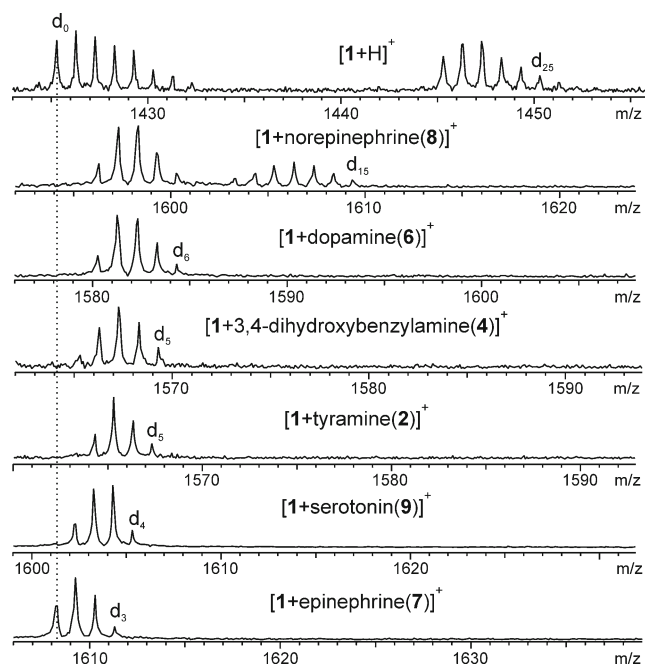 d0
[1+H]+
d25
1430 1440 1450 m/z
[1+norepinephrine(8)]+
d15
1600 1610 1620 m/z
[1+dopamine(6)]+
d6
1580 1590 1600 m/z
[1+3,4-dihydroxybenzylamine(4)]+
d5
1570 1580 1590 m/z
[1+tyramine(2)]+
d5
1570 1580 1590 m/z
[1+serotonin(9)]+
d4
1600 1610 1620 m/z
[1+epinephrine(7)]+
d3
1610 1620 1630 m/z